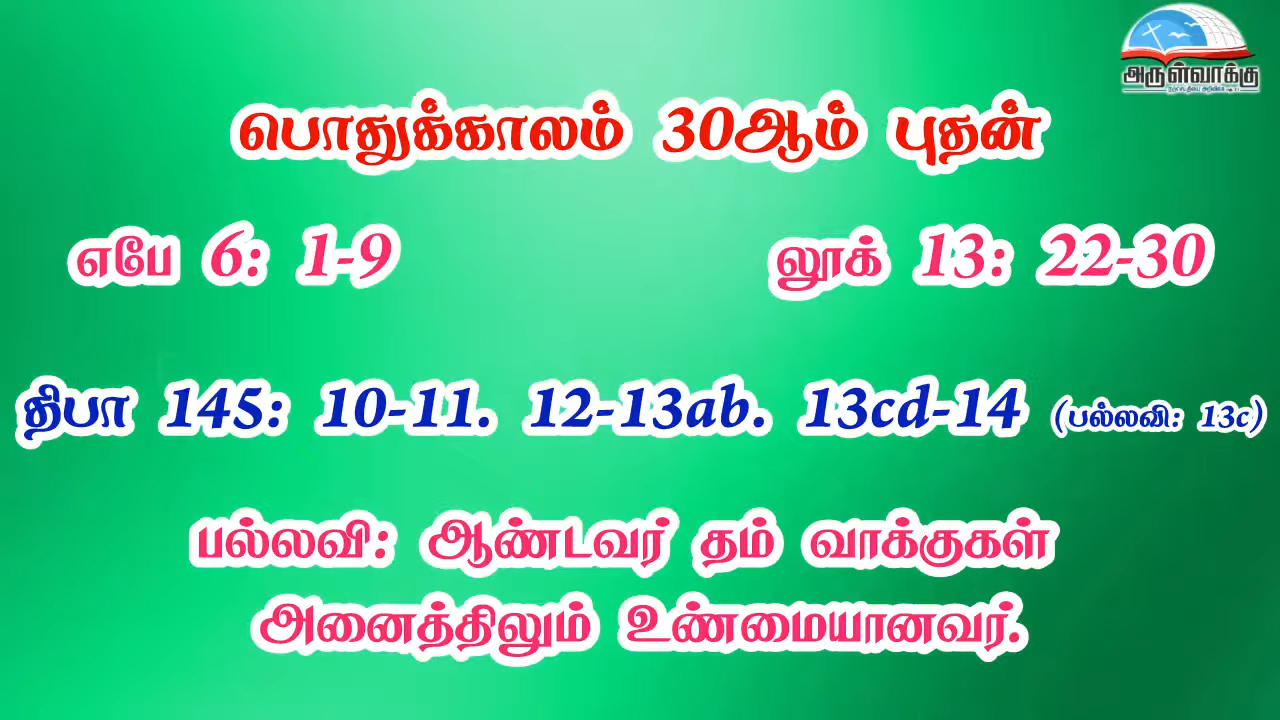 அருள்வாக்கு
பொதுக்காலம் 30ஆம் புதன்
எபே 6: 1-9 லூக் 13: 22-30
திபா 145: 10-11. 12-13ab. 13cd-14 (பல்லவி: 13c)
பல்லவி: ஆண்டவர் தம் வாக்குகள்
அனைத்திலும் உண்மையானவர்.